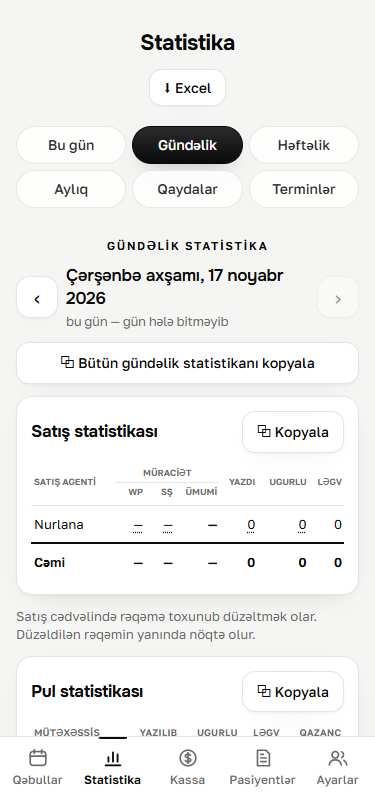 Statistika
⭳ Excel
Bu gün
Gündəlik
Həftəlik
Aylıq
Qaydalar
Terminlər
GÜNDƏLİK STATİSTİKA
‹
Çərşənbə axşamı, 17 noyabr
2026
›
bu gün — gün hələ bitməyib
Bütün gündəlik statistikanı kopyala
Satış statistikası
Kopyala
SATIŞ AGENTİ MÜRACİƏT YAZDI UGURLU LƏGV
WP SŞ ÜMUMİ
Nurlana – – – 0 0 0
Cəmi – – – 0 0 0
Satış cədvəlində rəqəmə toxunub düzəltmək olar.
Düzəldilən rəqəmin yanında nöqtə olur.
Pul statistikası
Kopyala
MÜTƏXƏSSİS YAZILIB UGURLU LƏGV QAZANC
Qəbullar Statistika Kassa Pasiyentlər Ayarlar